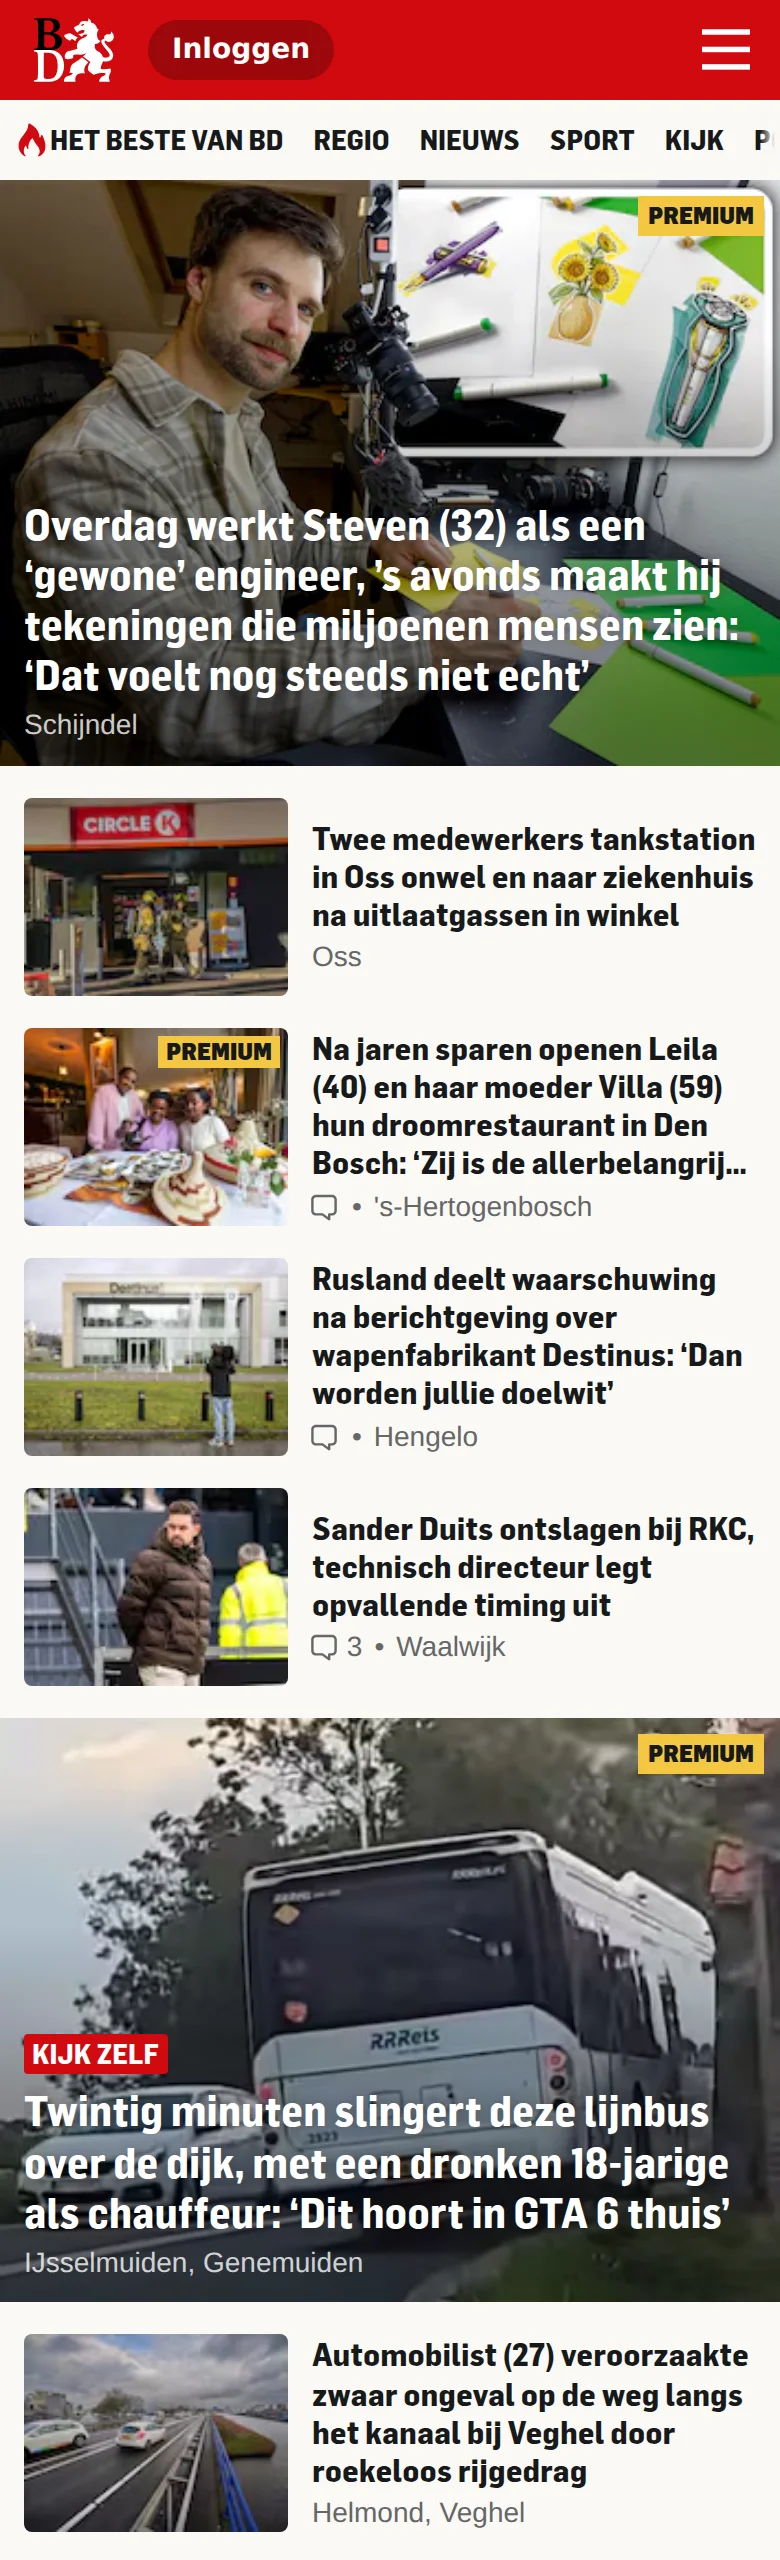 B
D
Inloggen
HET BESTE VAN BD REGIO NIEUWS SPORT KIJK
PREMIUM
Overdag werkt Steven (32) als een
‘gewone’ engineer, ’s avonds maakt hij
tekeningen die miljoenen mensen zien:
‘Dat voelt nog steeds niet echt’
Schijndel
CIRCLE K
Twee medewerkers tankstation
in Oss onwel en naar ziekenhuis
na uitlaatgassen in winkel
Oss
PREMIUM
Na jaren sparen openen Leila
(40) en haar moeder Villa (59)
hun droomrestaurant in Den
Bosch: ‘Zij is de allerbelangrij...
• 's-Hertogenbosch
Destinus
Rusland deelt waarschuwing
na berichtgeving over
wapenfabrikant Destinus: ‘Dan
worden jullie doelwit’
• Hengelo
Sander Duits ontslagen bij RKC,
technisch directeur legt
opvallende timing uit
3 • Waalwijk
PREMIUM
RRReis
KIJK ZELF
Twintig minuten slingert deze lijnbus
over de dijk, met een dronken 18-jarige
als chauffeur: ‘Dit hoort in GTA 6 thuis’
IJsselmuiden, Genemuiden
Automobilist (27) veroorzaakte
zwaar ongeval op de weg langs
het kanaal bij Veghel door
roekeloos rijgedrag
Helmond, Veghel